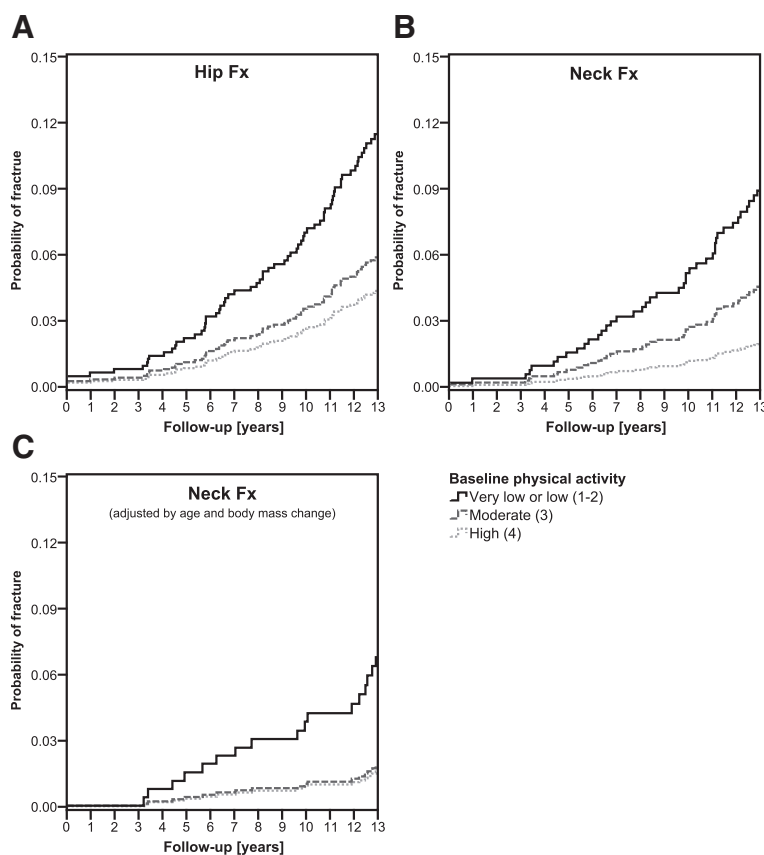 A
Hip Fx
Probability of fractrue
0.15
0.12
0.09
0.06
0.03
0.00
0 1 2 3 4 5 6 7 8 9 10 11 12 13
Follow-up [years]
B
Neck Fx
Probability of fracture
0.15
0.12
0.09
0.06
0.03
0.00
0 1 2 3 4 5 6 7 8 9 10 11 12 13
Follow-up [years]
C
Neck Fx
(adjusted by age and body mass change)
Probability of fracture
0.15
0.12
0.09
0.06
0.03
0.00
0 1 2 3 4 5 6 7 8 9 10 11 12 13
Follow-up [years]
Baseline physical activity
Very low or low (1-2)
Moderate (3)
High (4)